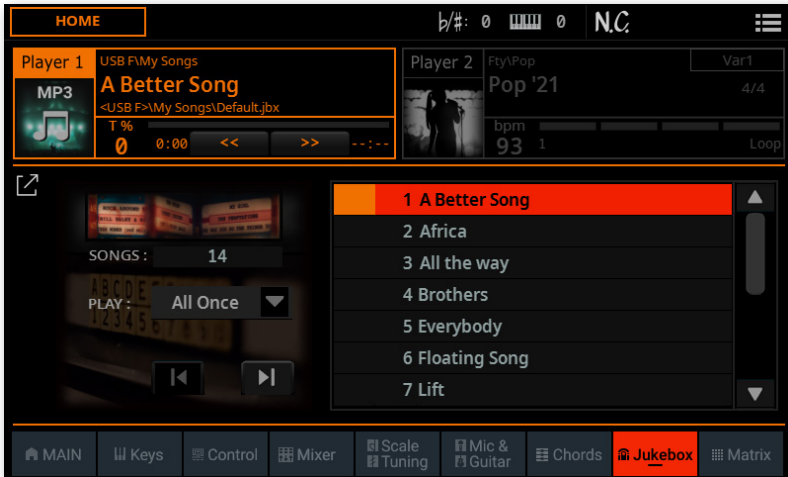 HOME
♭/#: 0 0 N.C.
Player 1
USB F\My Songs
MP3
A Better Song
<USB F>\My Songs\Default.jbx
T %
0 0:00 << >> --:--
Player 2
Fty\Pop
Var1
Pop '21
4/4
bpm
93 1 Loop
SONGS : 14
PLAY : All Once
1 A Better Song
2 Africa
3 All the way
4 Brothers
5 Everybody
6 Floating Song
7 Lift
MAIN
Keys
Control
Mixer
Scale
Tuning
Mic &
Guitar
Chords
Jukebox
Matrix